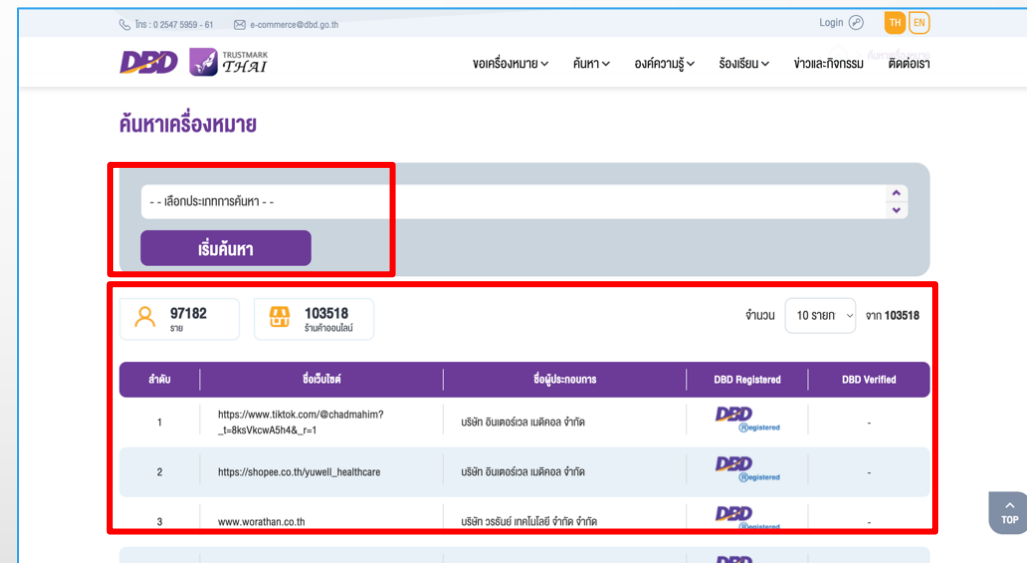 โทร : 0 2547 5959 - 61 e-commerce@dbd.go.th Login TH EN
DBD TRUSTMARK THAI ขอเครื่องหมาย ค้นหา องค์ความรู้ ร้องเรียน ข่าวและกิจกรรม ติดต่อเรา
ค้นหาเครื่องหมาย
- - เลือกประเภทการค้นหา - -
เริ่มค้นหา
97182 ราย 103518 ร้านค้าออนไลน์ จำนวน 10 รายก จาก 103518
ลำดับ ชื่อเว็บไซต์ ชื่อผู้ประกอบการ DBD Registered DBD Verified
1 https://www.tiktok.com/@chadmahim?
_t=8ksVkcwA5h4&_r=1 บริษัท อินเตอร์เวล เมดิคอล จำกัด DBD Registered -
2 https://shopee.co.th/yuwell_healthcare บริษัท อินเตอร์เวล เมดิคอล จำกัด DBD Registered -
3 www.worathan.co.th บริษัท วรธันย์ เทคโนโลยี จำกัด จำกัด DBD Registered -
DBD
TOP